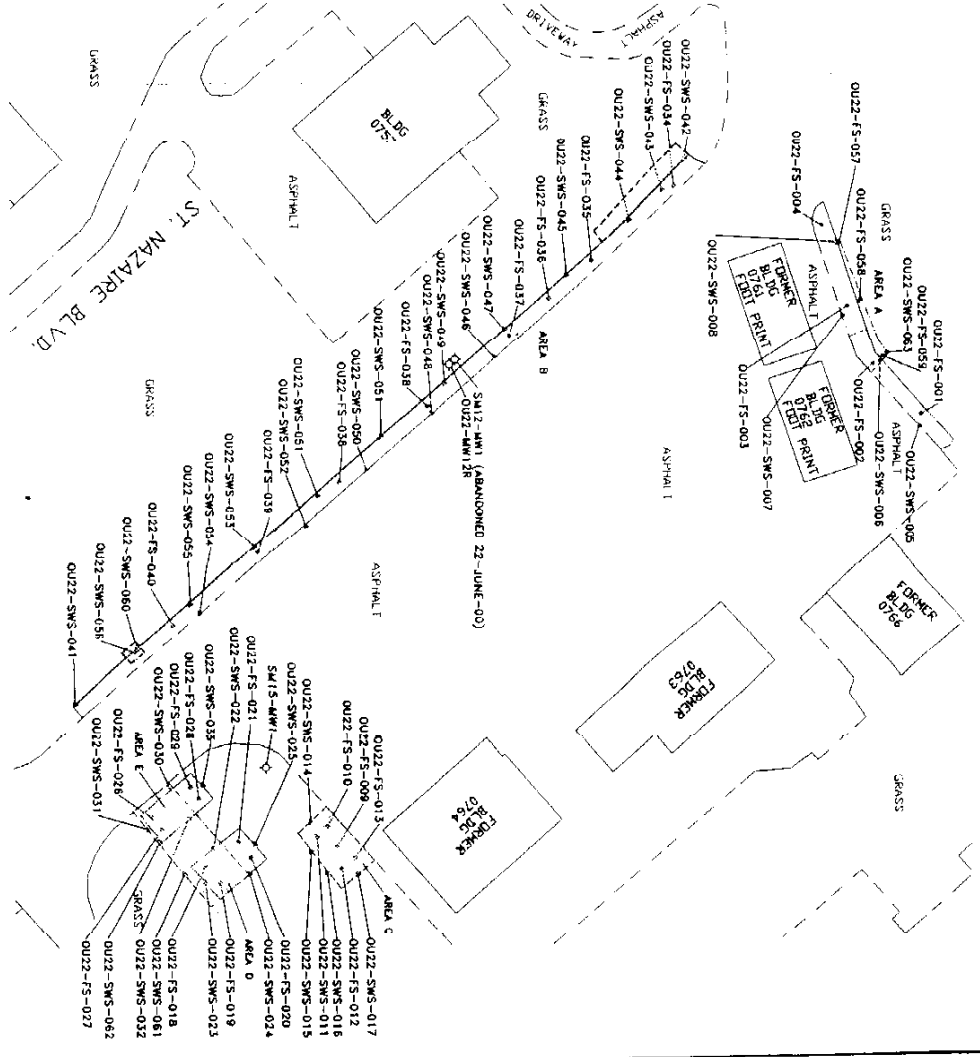 GRASS
DRIVEWAY
ASPHALT
BLDG
ST. NAZAIRE BLVD.
ASPHALT
GRASS
OU22-SWS-042
OU22-FS-034
OU22-SWS-043
OU22-SWS-044
OU22-FS-035
OU22-SWS-045
OU22-FS-036
OU22-FS-037
OU22-SWS-047
OU22-SWS-046
OU22-SWS-049
OU22-SWS-048
OU22-FS-038
OU22-SWS-051
OU22-SWS-050
OU22-FS-038
OU22-SWS-051
OU22-SWS-052
OU22-FS-039
OU22-SWS-053
OU22-SWS-054
OU22-SWS-055
OU22-FS-040
OU22-SWS-060
OU22-SWS-056
OU22-SWS-041
GRASS
AREA B
SM12-MW1 (ABANDONED 22-JUNE-00)
OU22-MW12R
ASPHALT
ASPHALT
OU22-FS-057
OU22-FS-004
OU22-FS-058
GRASS
AREA A
OU22-SWS-063
OU22-FS-059
OU22-FS-001
ASPHALT
OU22-SWS-008
FORMER
BLDG
0761
FOOT PRINT
FORMER
BLDG
0762
FOOT PRINT
OU22-FS-003
OU22-SWS-007
OU22-FS-002
OU22-SWS-006
ASPHALT
OU22-SWS-005
FORMER
BLDG
0766
FORMER
BLDG
0763
FORMER
BLDG
0764
GRASS
OU22-FS-013
OU22-FS-009
OU22-FS-010
OU22-SWS-014
OU22-SWS-025
SM15-MW1
OU22-FS-021
OU22-SWS-022
OU22-SWS-035
OU22-FS-028
OU22-FS-029
OU22-SWS-030
AREA E
OU22-FS-026
OU22-SWS-031
GRASS
AREA C
OU22-SWS-017
OU22-FS-012
OU22-SWS-016
OU22-SWS-011
OU22-SWS-015
OU22-FS-020
OU22-SWS-024
AREA D
OU22-FS-019
OU22-SWS-023
OU22-FS-018
OU22-SWS-061
OU22-SWS-032
OU22-SWS-062
OU22-FS-027